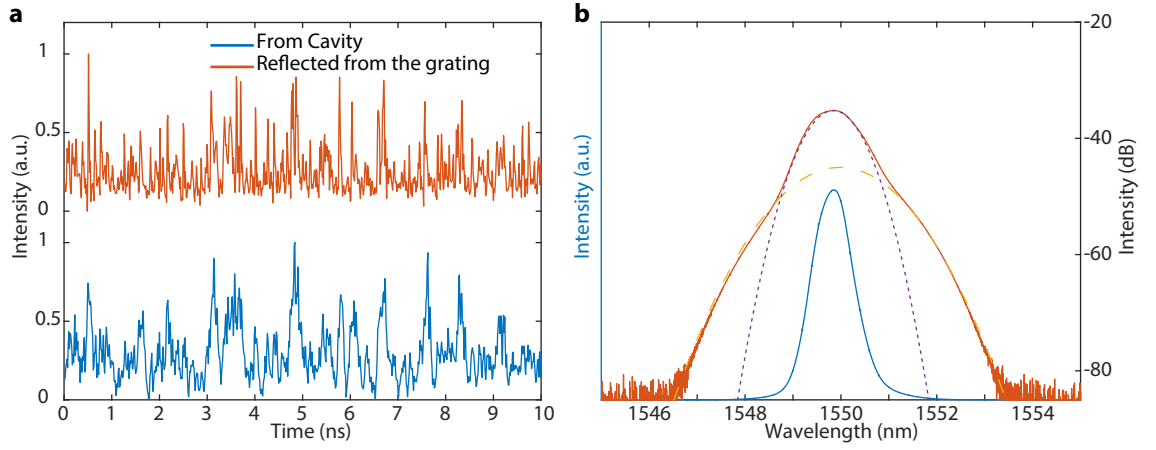 a
From Cavity
Reflected from the grating
1
0.5
0
1
0.5
0
Intensity (a.u.)
0 1 2 3 4 5 6 7 8 9 10
Time (ns)
b
Intensity (a.u.)
-20
-40
-60
-80
Intensity (dB)
1546 1548 1550 1552 1554
Wavelength (nm)